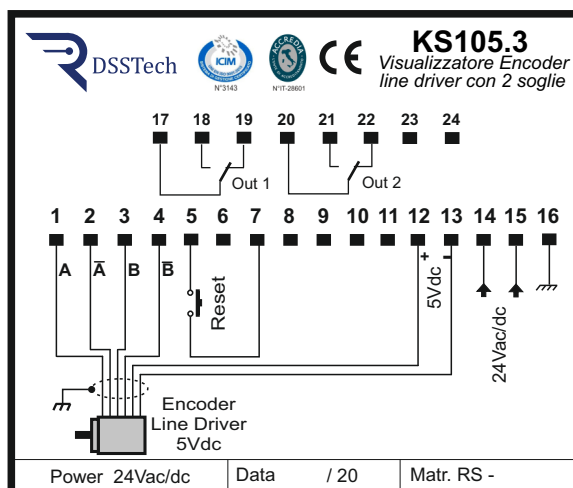 DSSTech
ICIM
N°3143
ACCREDIA
N°IT-28601
CE
KS105.3
Visualizzatore Encoder
line driver con 2 soglie
17 18 19 20 21 22 23 24
Out 1 Out 2
1 2 3 4 5 6 7 8 9 10 11 12 13 14 15 16
A A̅ B B̅ + -
Reset
5Vdc
24Vac/dc
Encoder
Line Driver
5Vdc
Power 24Vac/dc Data / 20 Matr. RS -